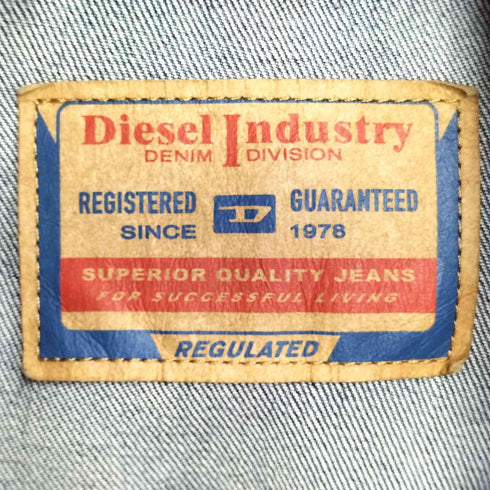 Diesel Industry
DENIM DIVISION
REGISTERED D GUARANTEED
SINCE 1978
SUPERIOR QUALITY JEANS
FOR SUCCESSFUL LIVING
REGULATED